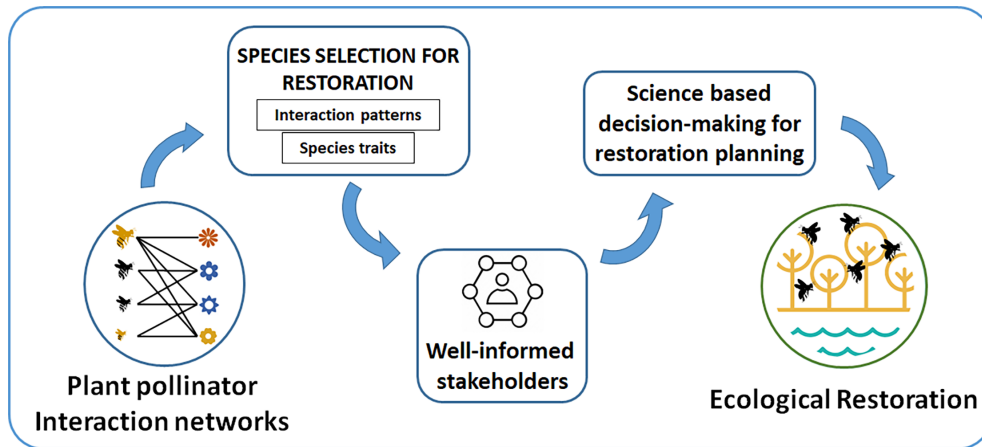 SPECIES SELECTION FOR
RESTORATION
Interaction patterns
Species traits
Science based
decision-making for
restoration planning
Well-informed
stakeholders
Plant pollinator
Interaction networks
Ecological Restoration